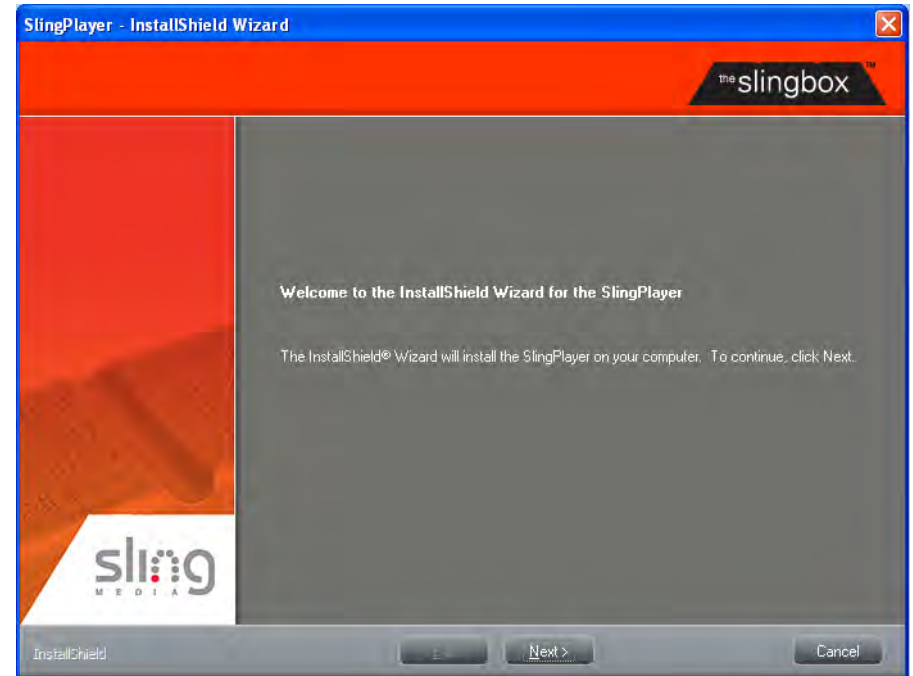 SlingPlayer - InstallShield Wizard
the slingbox ™
Welcome to the InstallShield Wizard for the SlingPlayer
The InstallShield® Wizard will install the SlingPlayer on your computer. To continue, click Next.
sling
MEDIA
InstallShield
Next >
Cancel